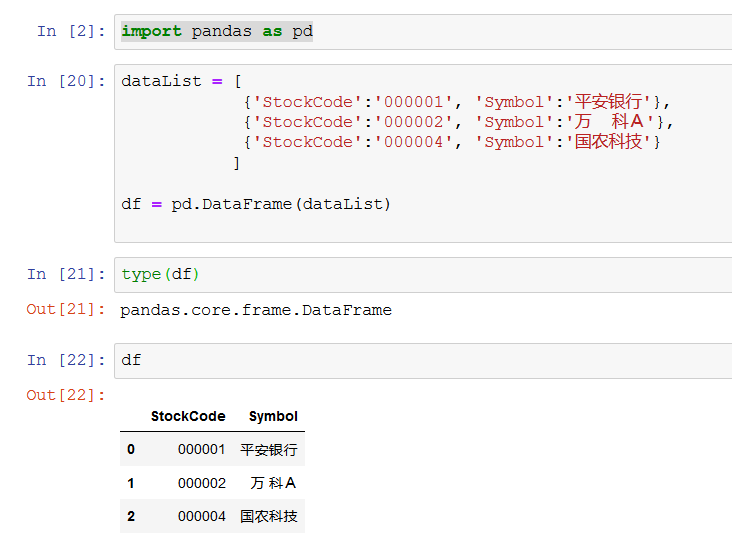 In [2]: import pandas as pd
In [20]: dataList = [
{'StockCode':'000001', 'Symbol':'平安银行'},
{'StockCode':'000002', 'Symbol':'万　科Ａ'},
{'StockCode':'000004', 'Symbol':'国农科技'}
]
df = pd.DataFrame(dataList)
In [21]: type(df)
Out[21]: pandas.core.frame.DataFrame
In [22]: df
Out[22]:
StockCode Symbol
0 000001 平安银行
1 000002 万 科Ａ
2 000004 国农科技